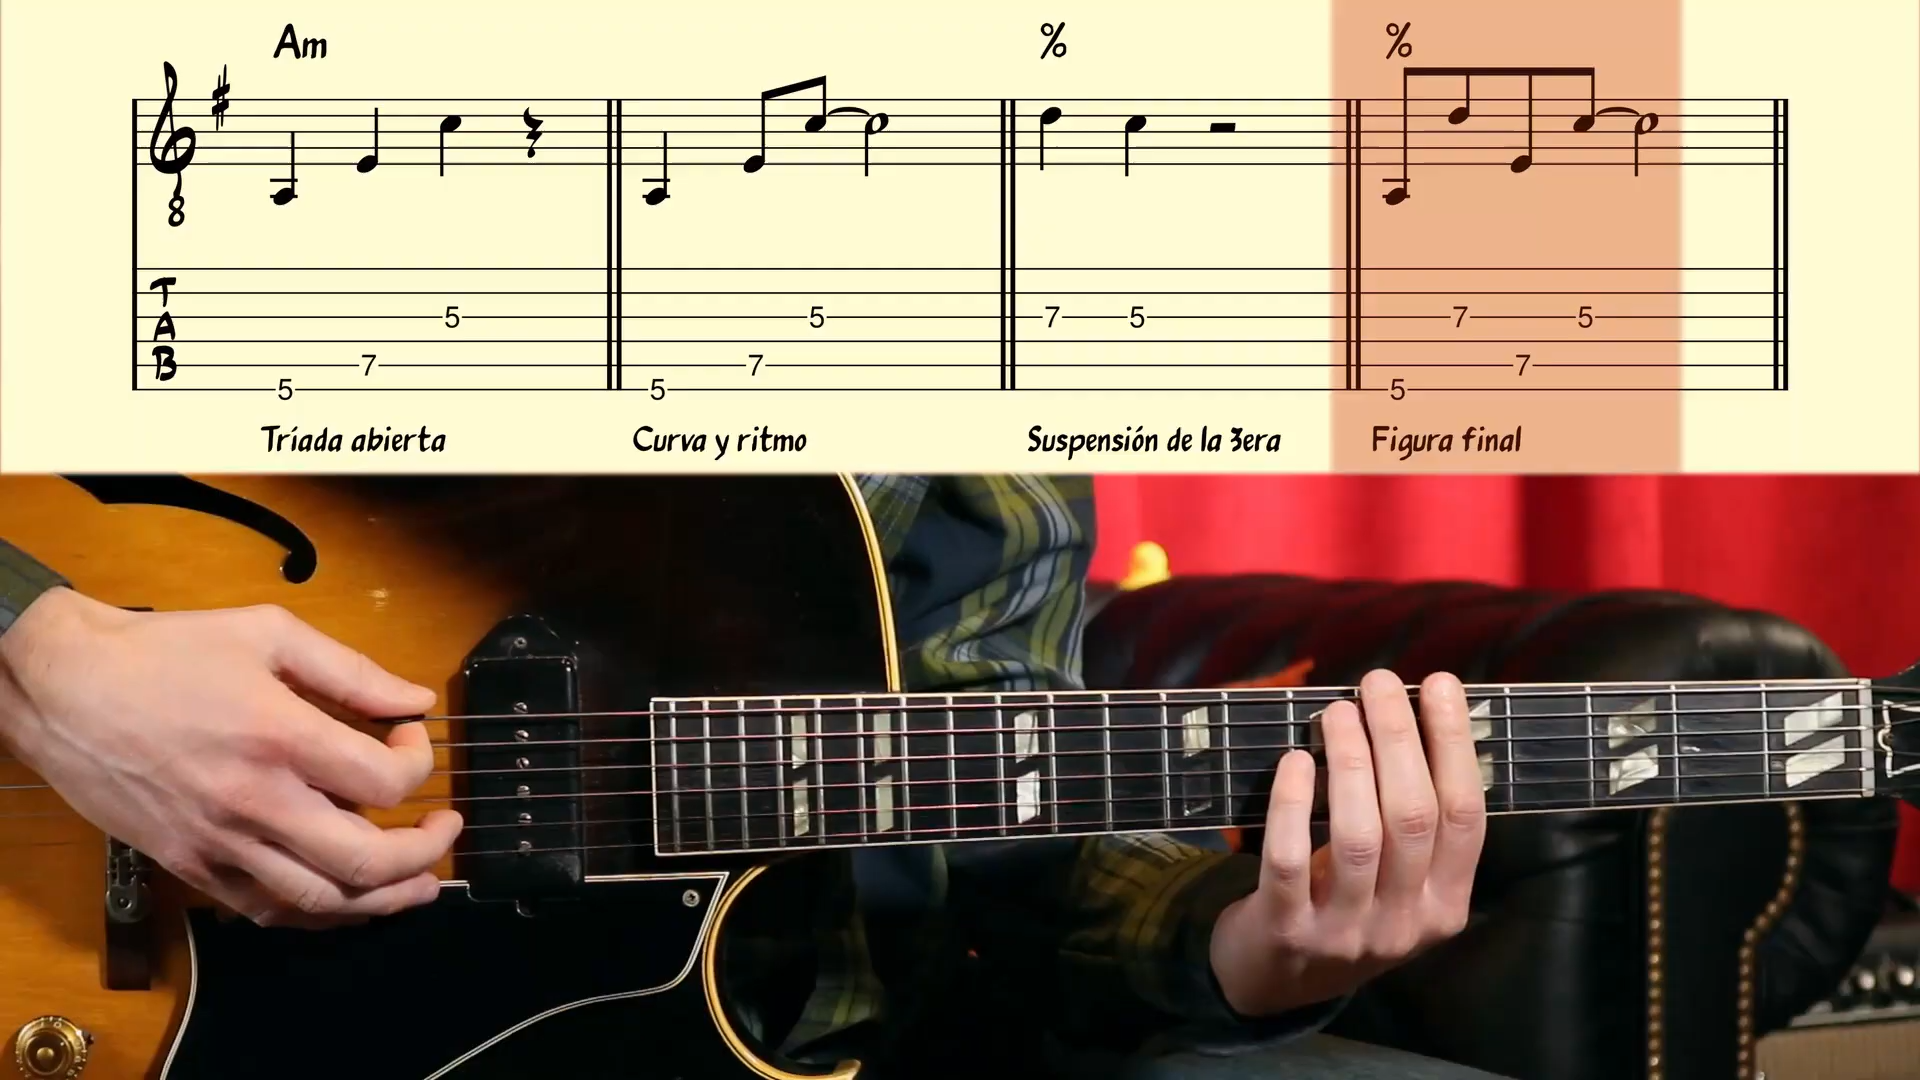 Am % %
8
T
A
B
5 7 5 5 7 5 7 5 5 7 7 5
Tríada abierta Curva y ritmo Suspensión de la 3era Figura final